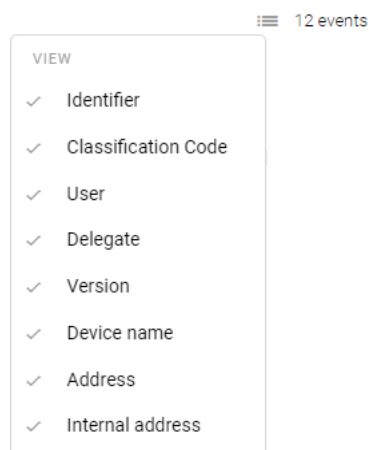 12 events
VIEW
Identifier
Classification Code
User
Delegate
Version
Device name
Address
Internal address